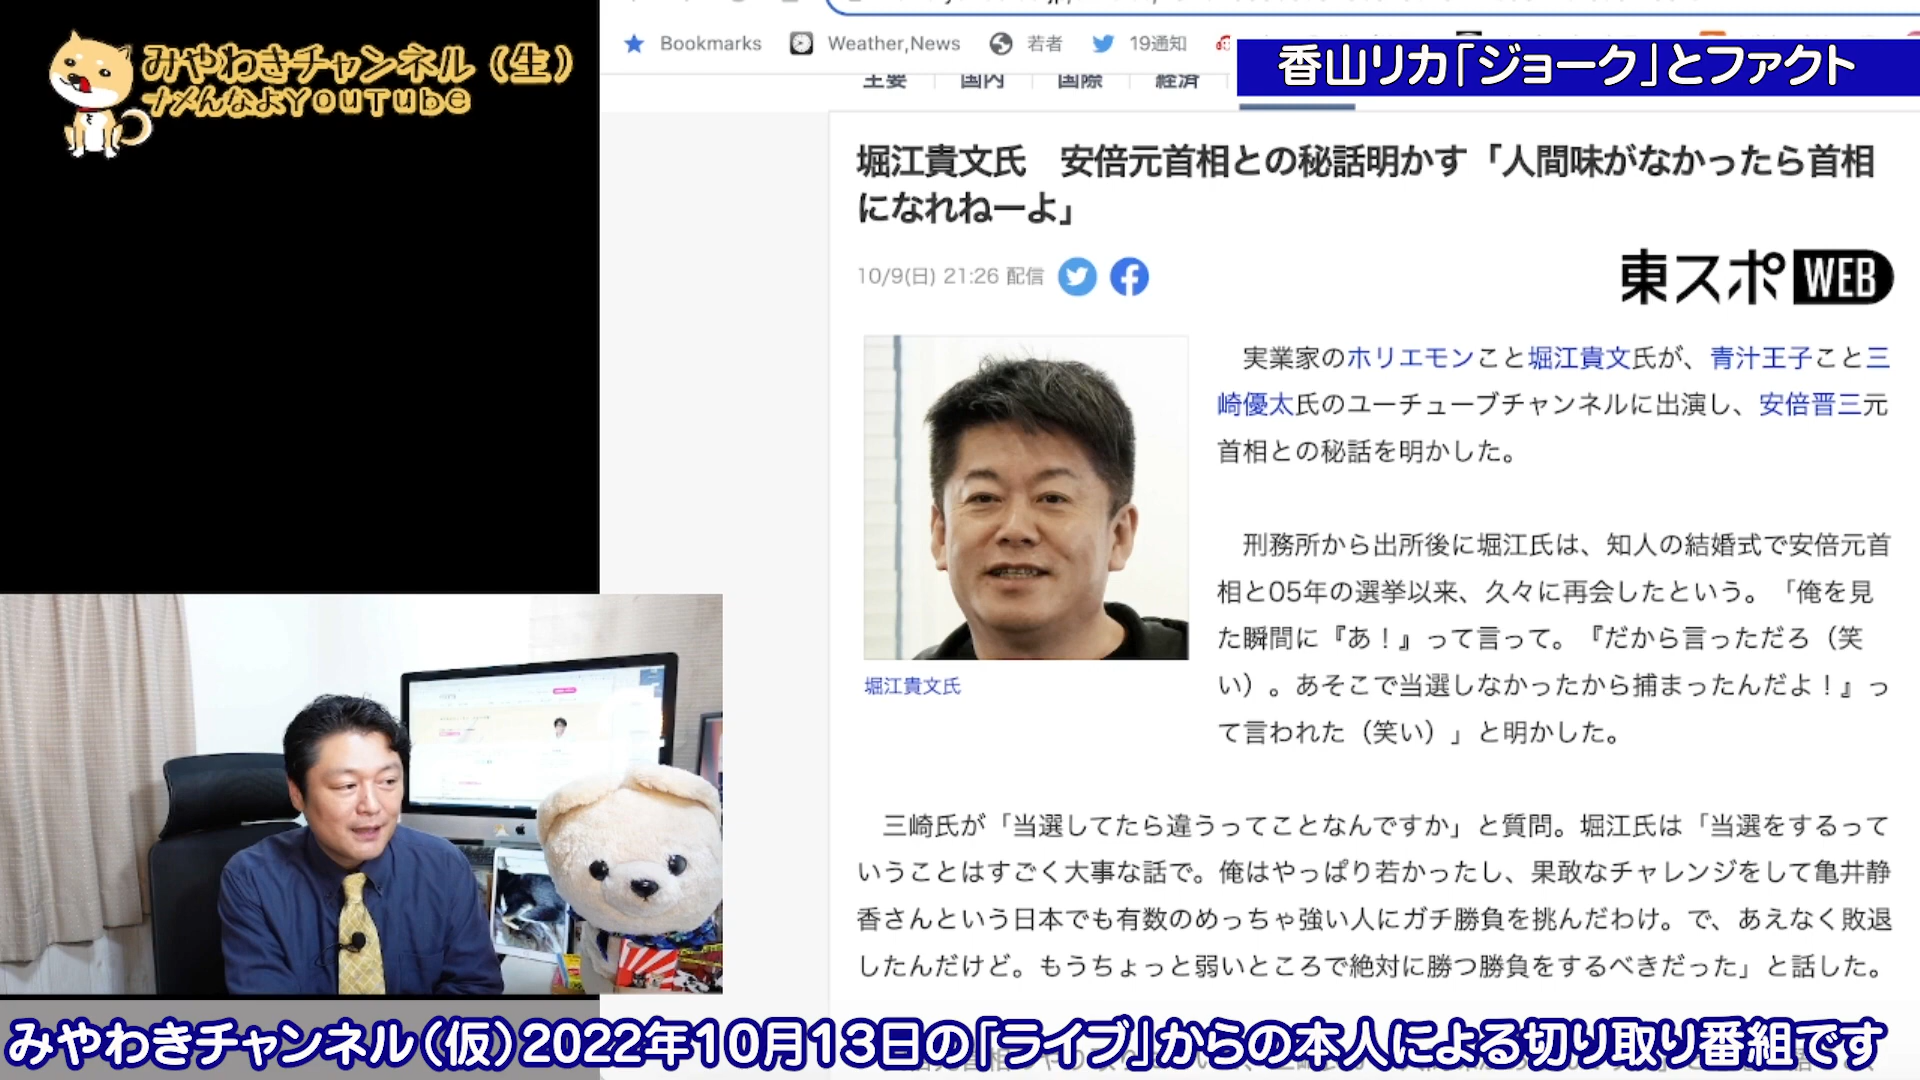 みやわきチャンネル（生）
ナメんなよYouTube
Bookmarks
Weather,News
若者
19通知
香山リカ「ジョーク」とファクト
主要
国内
国際
経済
堀江貴文氏　安倍元首相との秘話明かす「人間味がなかったら首相
になれねーよ」
10/9(日) 21:26 配信
東スポWEB
実業家のホリエモンこと堀江貴文氏が、青汁王子こと三
崎優太氏のユーチューブチャンネルに出演し、安倍晋三元
首相との秘話を明かした。
刑務所から出所後に堀江氏は、知人の結婚式で安倍元首
相と05年の選挙以来、久々に再会したという。「俺を見
た瞬間に『あ！』って言って。『だから言っただろ（笑
い）。あそこで当選しなかったから捕まったんだよ！』っ
て言われた（笑い）」と明かした。
堀江貴文氏
三崎氏が「当選してたら違うってことなんですか」と質問。堀江氏は「当選をするって
いうことはすごく大事な話で。俺はやっぱり若かったし、果敢なチャレンジをして亀井静
香さんという日本でも有数のめっちゃ強い人にガチ勝負を挑んだわけ。で、あえなく敗退
したんだけど。もうちょっと弱いところで絶対に勝つ勝負をするべきだった」と話した。
みやわきチャンネル（仮）2022年10月13日の「ライブ」からの本人による切り取り番組です